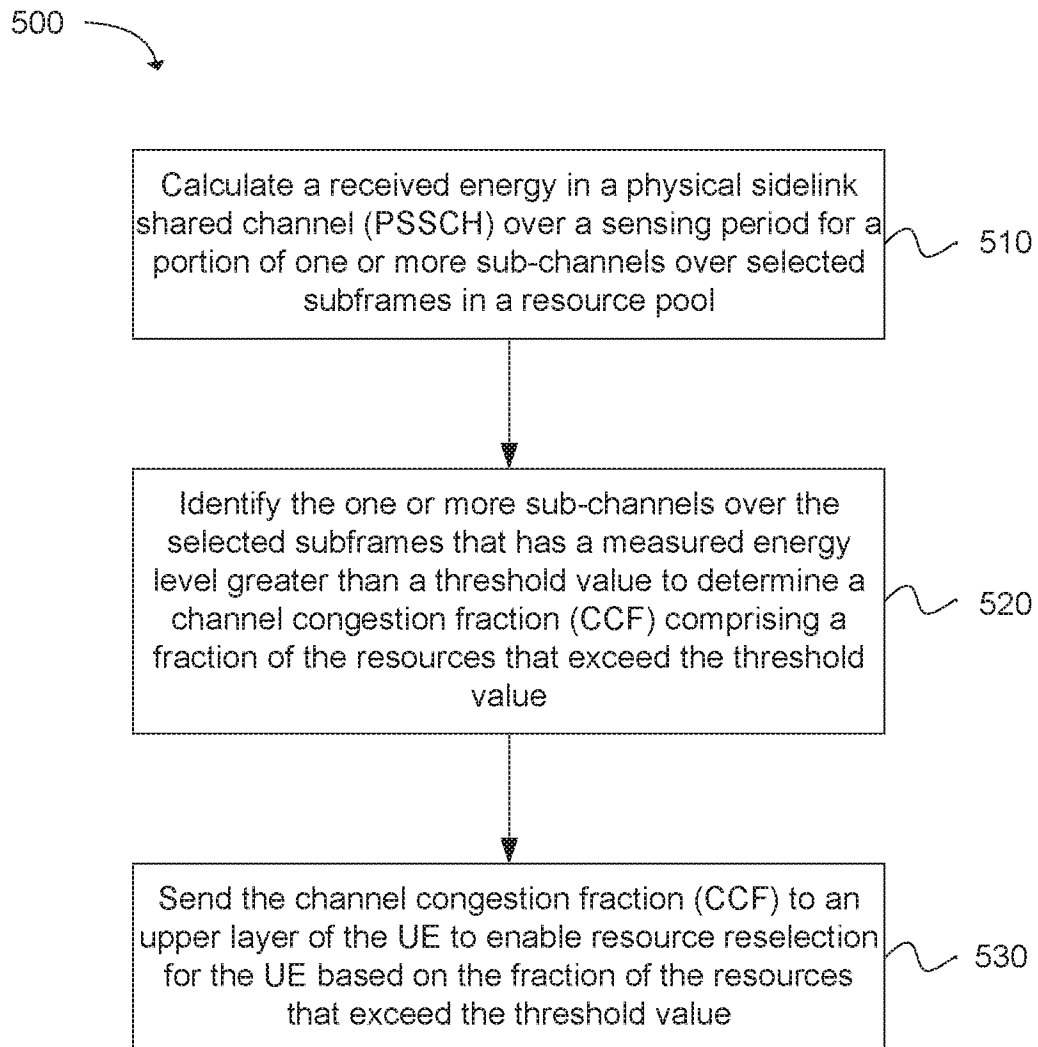 500
Calculate a received energy in a physical sidelink
shared channel (PSSCH) over a sensing period for a
portion of one or more sub-channels over selected
subframes in a resource pool
510
Identify the one or more sub-channels over the
selected subframes that has a measured energy
level greater than a threshold value to determine a
channel congestion fraction (CCF) comprising a
fraction of the resources that exceed the threshold
value
520
Send the channel congestion fraction (CCF) to an
upper layer of the UE to enable resource reselection
for the UE based on the fraction of the resources
that exceed the threshold value
530